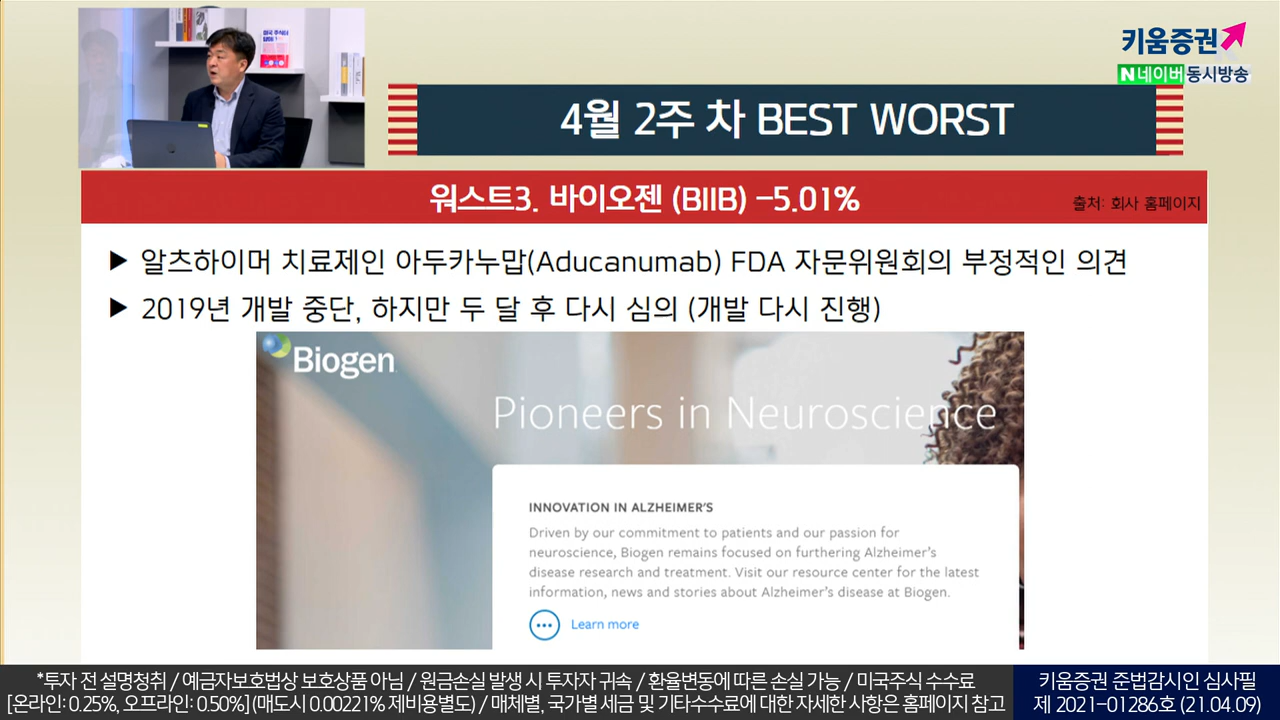 키움증권
N 네이버 동시방송
4월 2주 차 BEST WORST
워스트3. 바이오젠 (BIIB) -5.01%
출처: 회사 홈페이지
▶ 알츠하이머 치료제인 아두카누맙(Aducanumab) FDA 자문위원회의 부정적인 의견
▶ 2019년 개발 중단, 하지만 두 달 후 다시 심의 (개발 다시 진행)
Biogen
Pioneers in Neuroscience
INNOVATION IN ALZHEIMER'S
Driven by our commitment to patients and our passion for
neuroscience, Biogen remains focused on furthering Alzheimer's
disease research and treatment. Visit our resource center for the latest
information, news and stories about Alzheimer's disease at Biogen.
Learn more
*투자 전 설명청취 / 예금자보호법상 보호상품 아님 / 원금손실 발생 시 투자자 귀속 / 환율변동에 따른 손실 가능 / 미국주식 수수료
[온라인: 0.25%, 오프라인: 0.50%] (매도시 0.00221% 제비용별도) / 매체별, 국가별 세금 및 기타수수료에 대한 자세한 사항은 홈페이지 참고
키움증권 준법감시인 심사필
제 2021-01286호 (21.04.09)